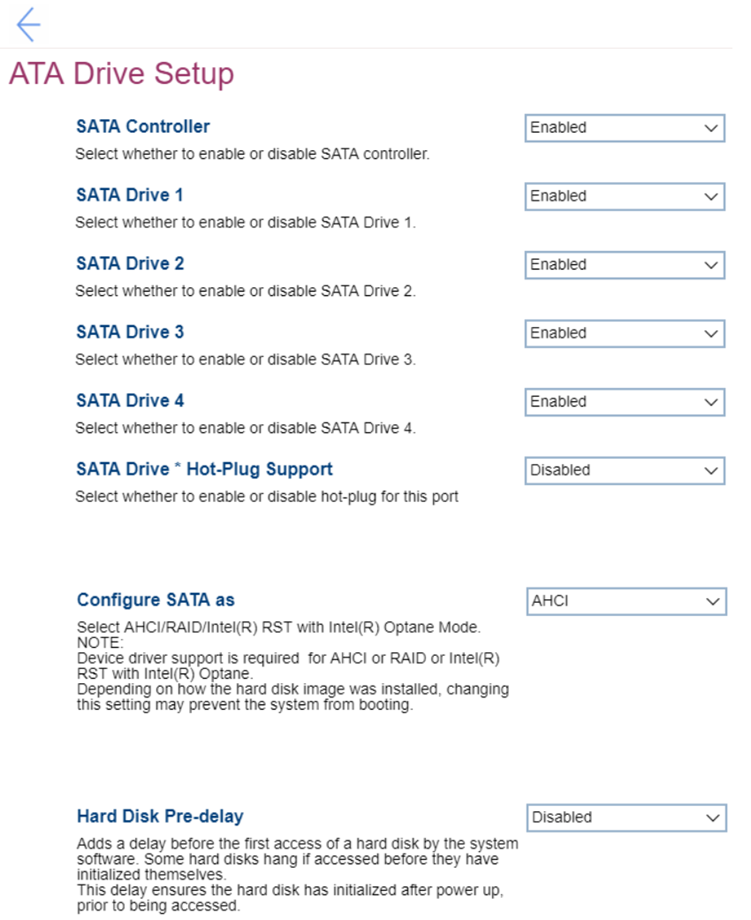 ATA Drive Setup
SATA Controller
Enabled
Select whether to enable or disable SATA controller.
SATA Drive 1
Enabled
Select whether to enable or disable SATA Drive 1.
SATA Drive 2
Enabled
Select whether to enable or disable SATA Drive 2.
SATA Drive 3
Enabled
Select whether to enable or disable SATA Drive 3.
SATA Drive 4
Enabled
Select whether to enable or disable SATA Drive 4.
SATA Drive * Hot-Plug Support
Disabled
Select whether to enable or disable hot-plug for this port
Configure SATA as
AHCI
Select AHCI/RAID/Intel(R) RST with Intel(R) Optane Mode.
NOTE:
Device driver support is required  for AHCI or RAID or Intel(R)
RST with Intel(R) Optane.
Depending on how the hard disk image was installed, changing
this setting may prevent the system from booting.
Hard Disk Pre-delay
Disabled
Adds a delay before the first access of a hard disk by the system
software. Some hard disks hang if accessed before they have
initialized themselves.
This delay ensures the hard disk has initialized after power up,
prior to being accessed.